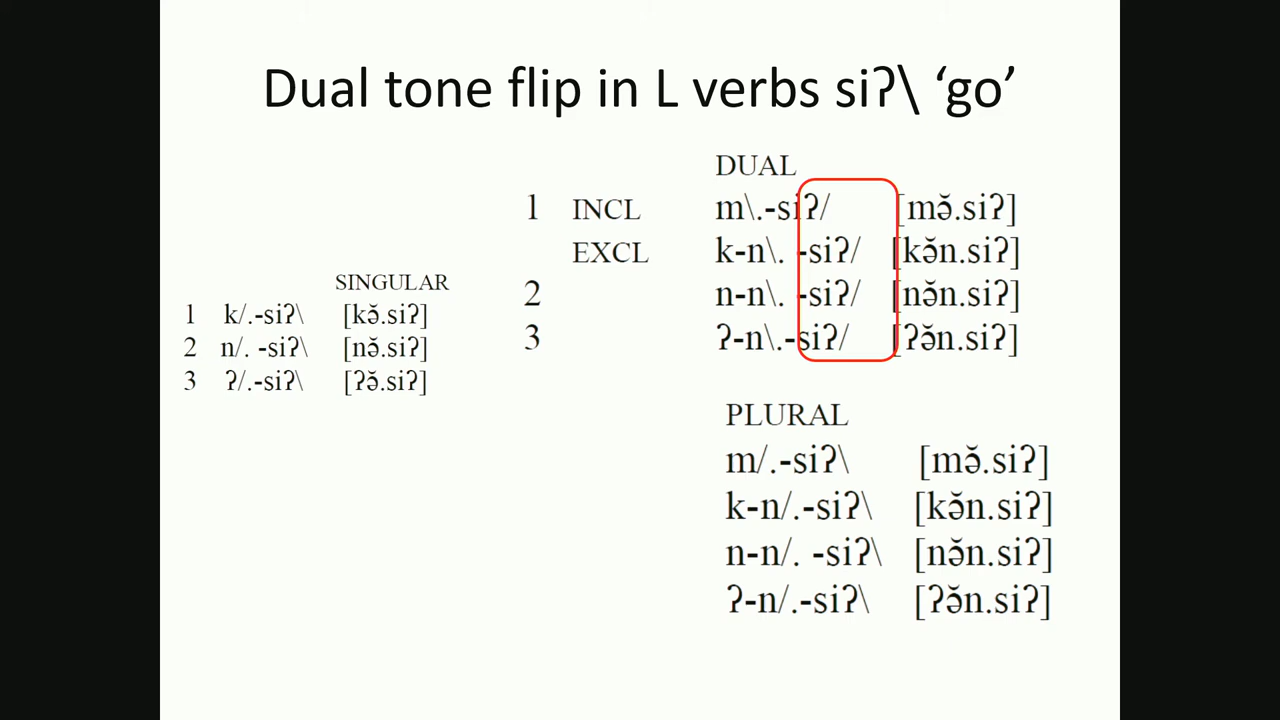 Dual tone flip in L verbs siʔ\ ‘go’
DUAL
1 INCL m\.-siʔ/ [mə̆.siʔ]
EXCL k-n\. -siʔ/ [kə̆n.siʔ]
2 n-n\. -siʔ/ [nə̆n.siʔ]
3 ʔ-n\.-siʔ/ [ʔə̆n.siʔ]
SINGULAR
1 k/.-siʔ\ [kə̆.siʔ]
2 n/. -siʔ\ [nə̆.siʔ]
3 ʔ/.-siʔ\ [ʔə̆.siʔ]
PLURAL
m/.-siʔ\ [mə̆.siʔ]
k-n/.-siʔ\ [kə̆n.siʔ]
n-n/. -siʔ\ [nə̆n.siʔ]
ʔ-n/.-siʔ\ [ʔə̆n.siʔ]